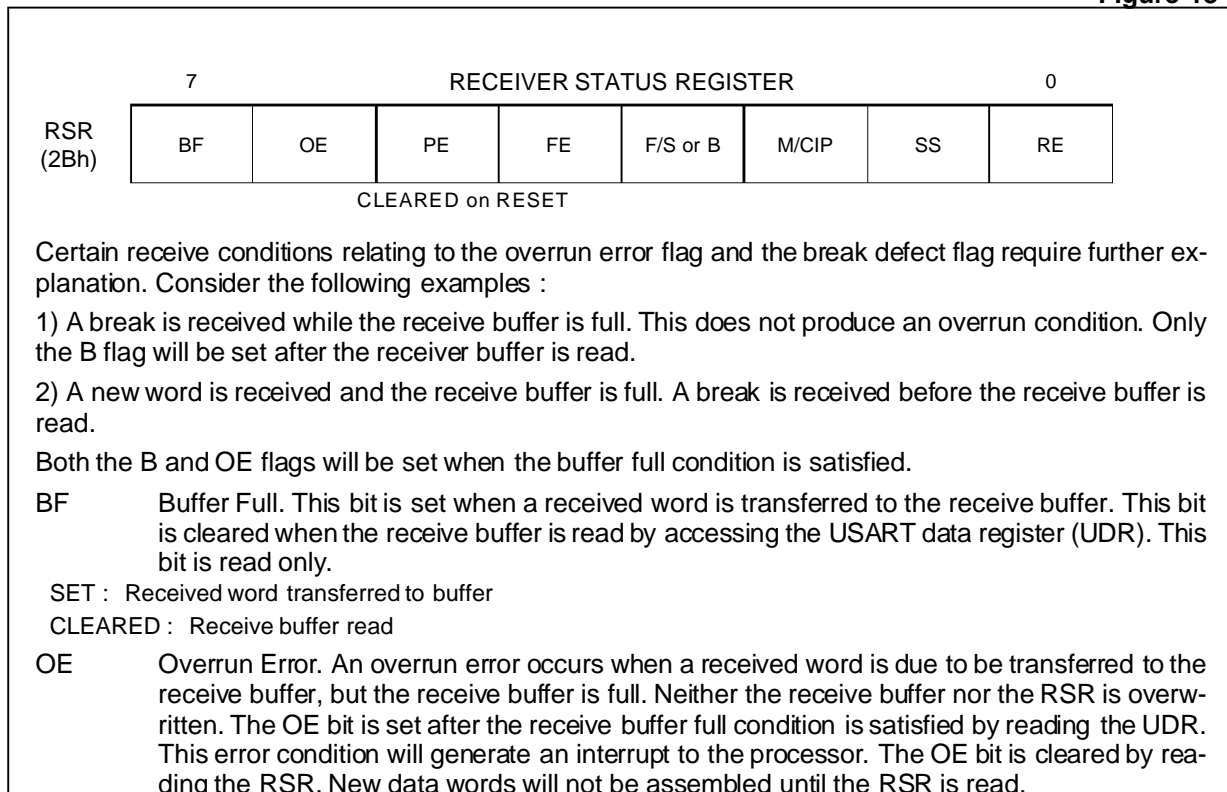 7 RECEIVER STATUS REGISTER 0
RSR
(2Bh)
BF OE PE FE F/S or B M/CIP SS RE
CLEARED on RESET
Certain receive conditions relating to the overrun error flag and the break defect flag require further ex-
planation. Consider the following examples :
1) A break is received while the receive buffer is full. This does not produce an overrun condition. Only
the B flag will be set after the receiver buffer is read.
2) A new word is received and the receive buffer is full. A break is received before the receive buffer is
read.
Both the B and OE flags will be set when the buffer full condition is satisfied.
BF Buffer Full. This bit is set when a received word is transferred to the receive buffer. This bit
is cleared when the receive buffer is read by accessing the USART data register (UDR). This
bit is read only.
SET : Received word transferred to buffer
CLEARED : Receive buffer read
OE Overrun Error. An overrun error occurs when a received word is due to be transferred to the
receive buffer, but the receive buffer is full. Neither the receive buffer nor the RSR is overw-
ritten. The OE bit is set after the receive buffer full condition is satisfied by reading the UDR.
This error condition will generate an interrupt to the processor. The OE bit is cleared by rea-
ding the RSR. New data words will not be assembled until the RSR is read.